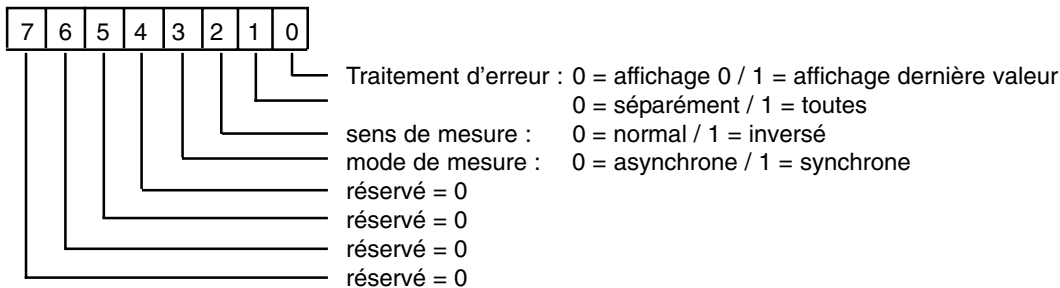 7 6 5 4 3 2 1 0
Traitement d'erreur : 0 = affichage 0 / 1 = affichage dernière valeur
0 = séparément / 1 = toutes
sens de mesure : 0 = normal / 1 = inversé
mode de mesure : 0 = asynchrone / 1 = synchrone
réservé = 0
réservé = 0
réservé = 0
réservé = 0